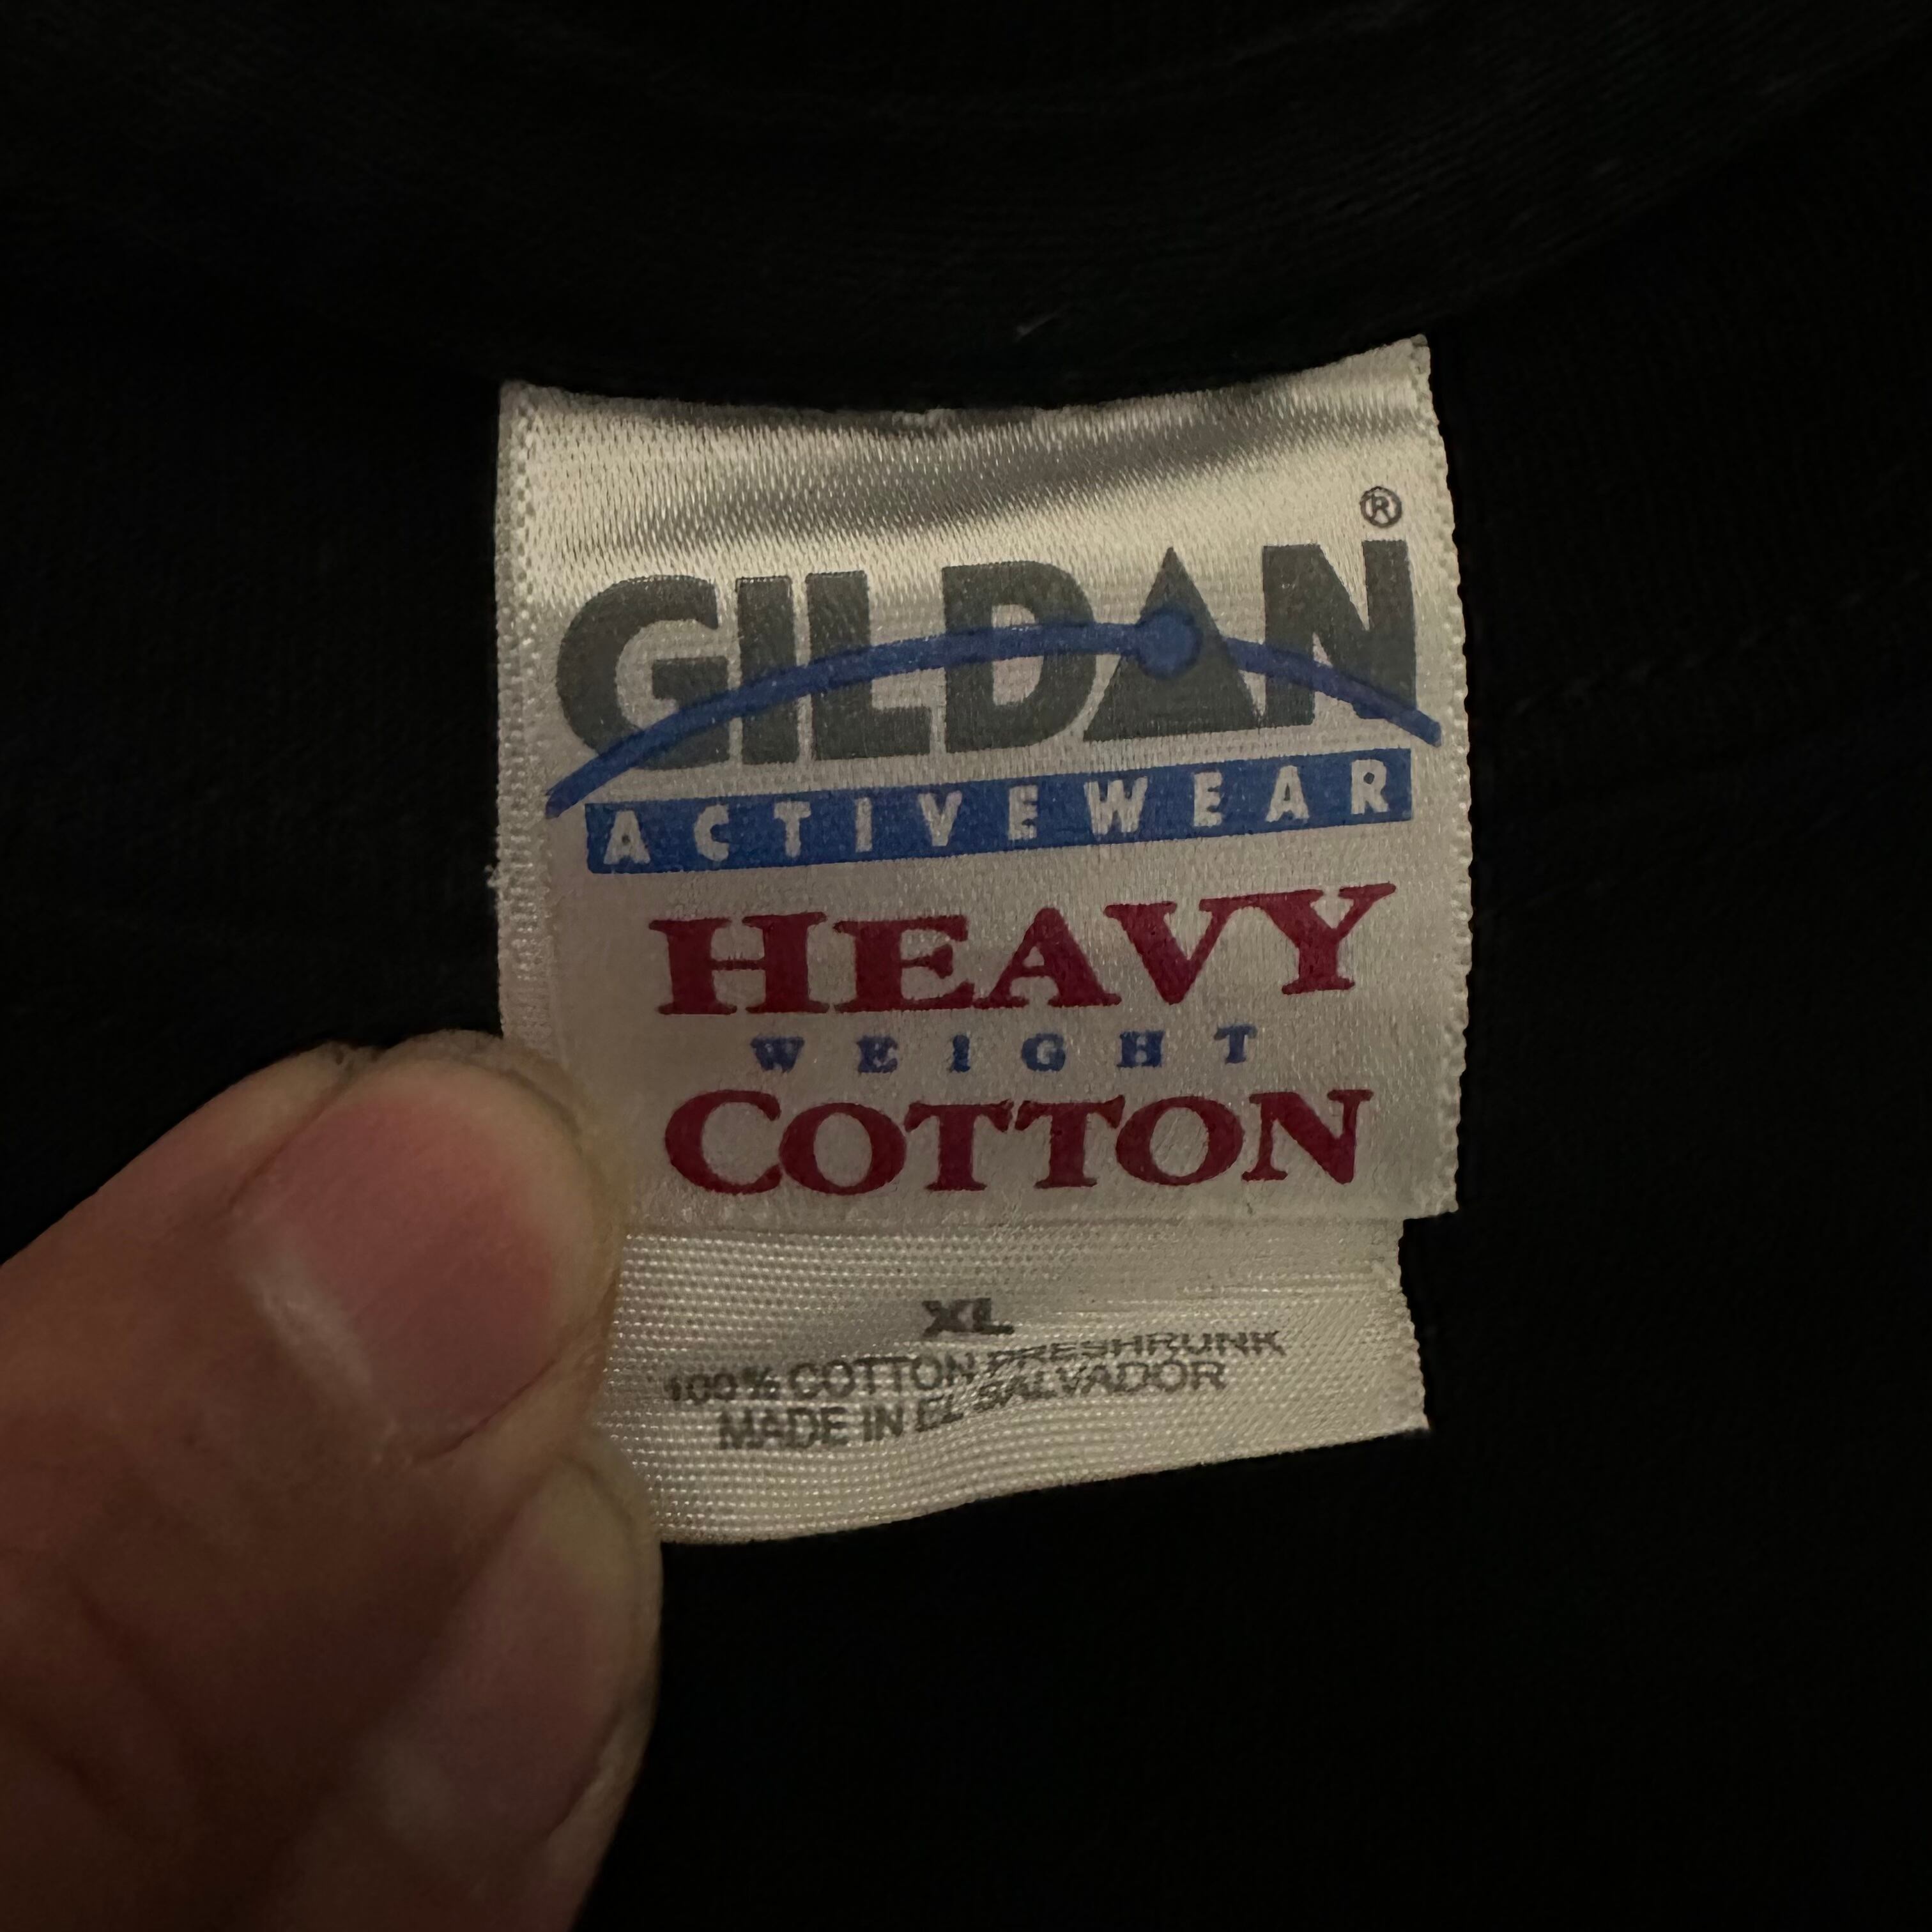 GILDAN®
ACTIVEWEAR
HEAVY
WEIGHT
COTTON
XL
100% COTTON PRESHRUNK
MADE IN EL SALVADOR